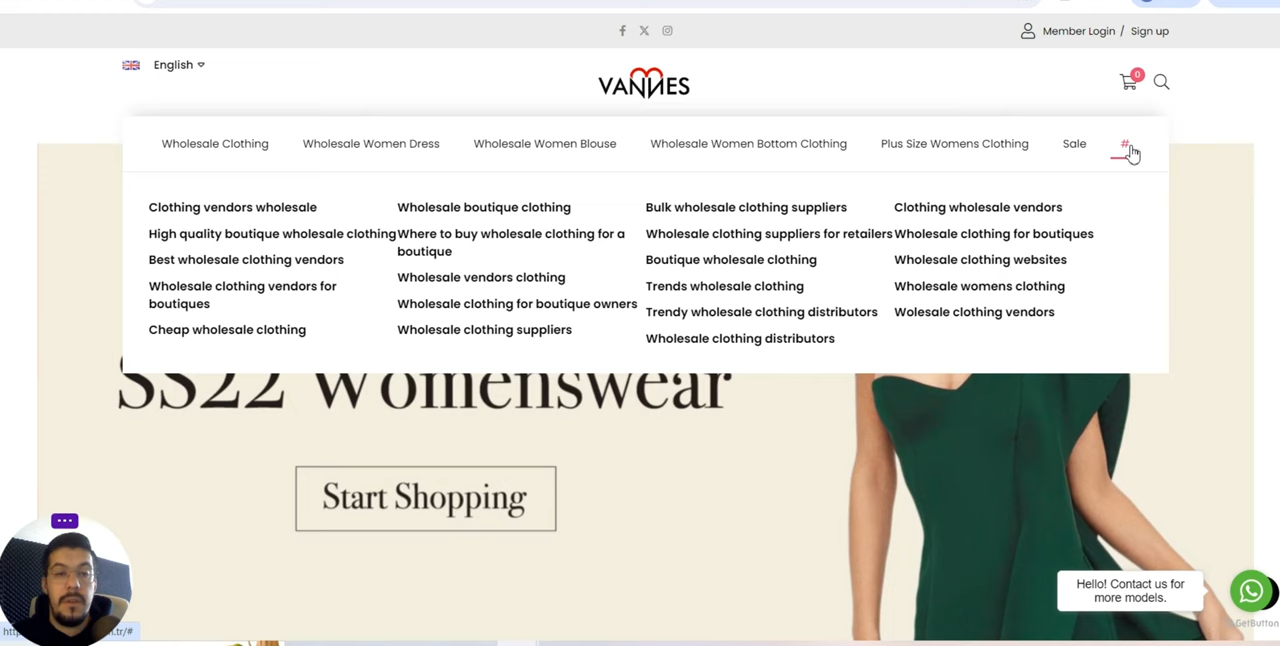 Member Login / Sign up
English
VANNES
0
Wholesale Clothing Wholesale Women Dress Wholesale Women Blouse Wholesale Women Bottom Clothing Plus Size Womens Clothing Sale #
Clothing vendors wholesale
High quality boutique wholesale clothing
Best wholesale clothing vendors
Wholesale clothing vendors for
boutiques
Cheap wholesale clothing
Wholesale boutique clothing
Where to buy wholesale clothing for a
boutique
Wholesale vendors clothing
Wholesale clothing for boutique owners
Wholesale clothing suppliers
Bulk wholesale clothing suppliers
Wholesale clothing suppliers for retailers
Boutique wholesale clothing
Trends wholesale clothing
Trendy wholesale clothing distributors
Wholesale clothing distributors
Clothing wholesale vendors
Wholesale clothing for boutiques
Wholesale clothing websites
Wholesale womens clothing
Wolesale clothing vendors
SS22 Womenswear
Start Shopping
Hello! Contact us for
more models.
GetButton